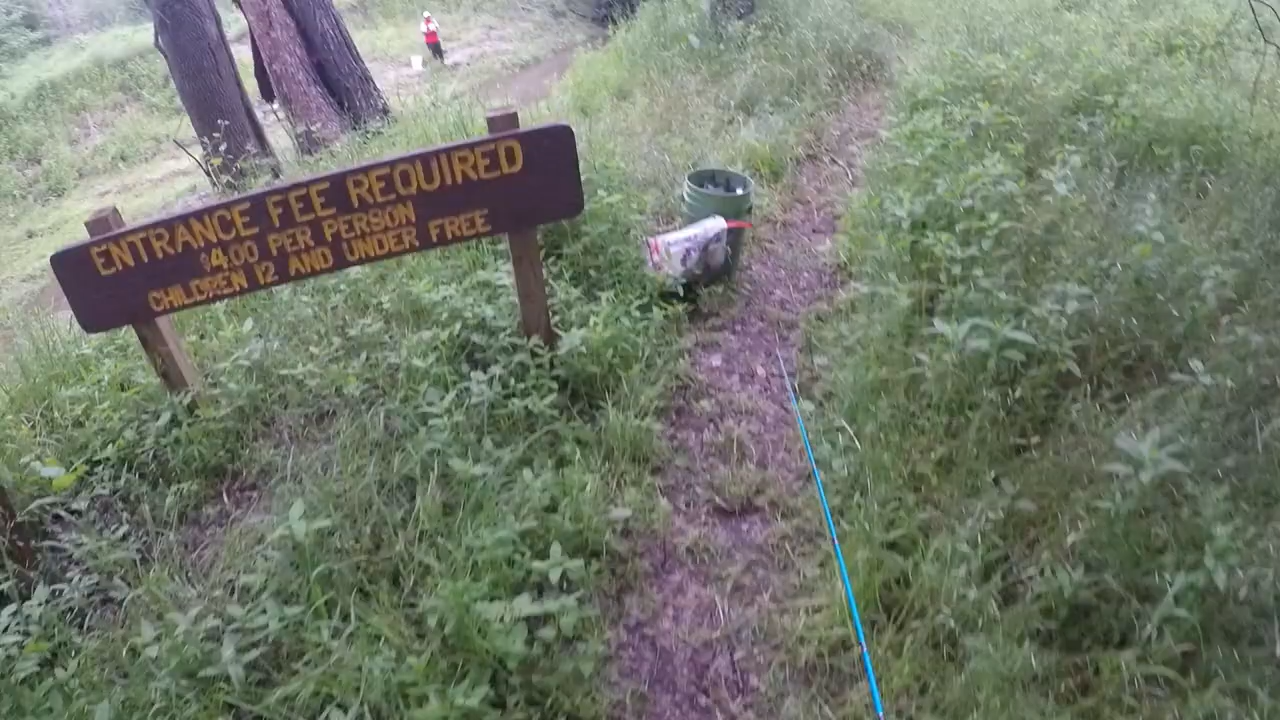 ENTRANCE FEE REQUIRED
$4.00 PER PERSON
CHILDREN 12 AND UNDER FREE